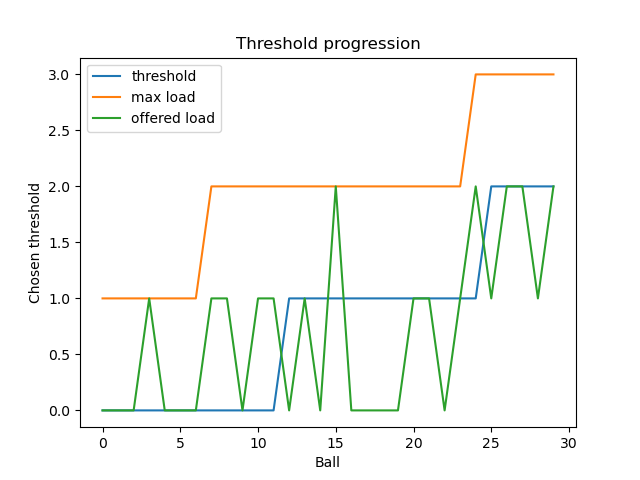 Threshold progression
threshold
max load
offered load
3.0
2.5
2.0
1.5
1.0
0.5
0.0
Chosen threshold
0 5 10 15 20 25 30
Ball